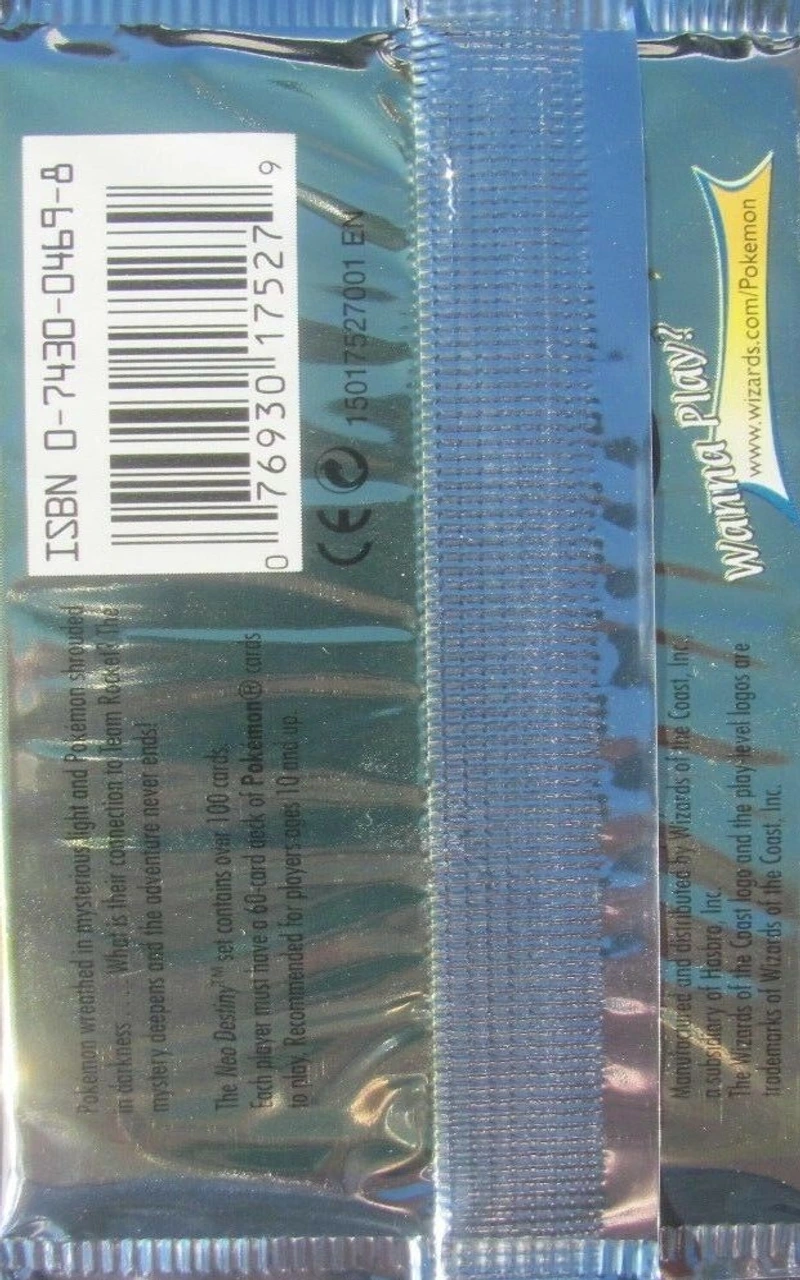 Pokemon wreathed in mysterious light and Pokemon shrouded
in darkness . . . . What is their connection to Team Rocket? The
mystery deepens and the adventure never ends!
The Neo Destiny™ set contains over 100 cards.
Each player must have a 60-card deck of Pokemon® cards
to play. Recommended for players ages 10 and up.
ISBN 0-7430-0469-8
0 76930 17527 9
CE 15017527001 EN
Wanna Play?
www.wizards.com/Pokemon
Manufactured and distributed by Wizards of the Coast, Inc.,
a subsidiary of Hasbro, Inc.
The Wizards of the Coast logo and the play-level logos are
trademarks of Wizards of the Coast, Inc.